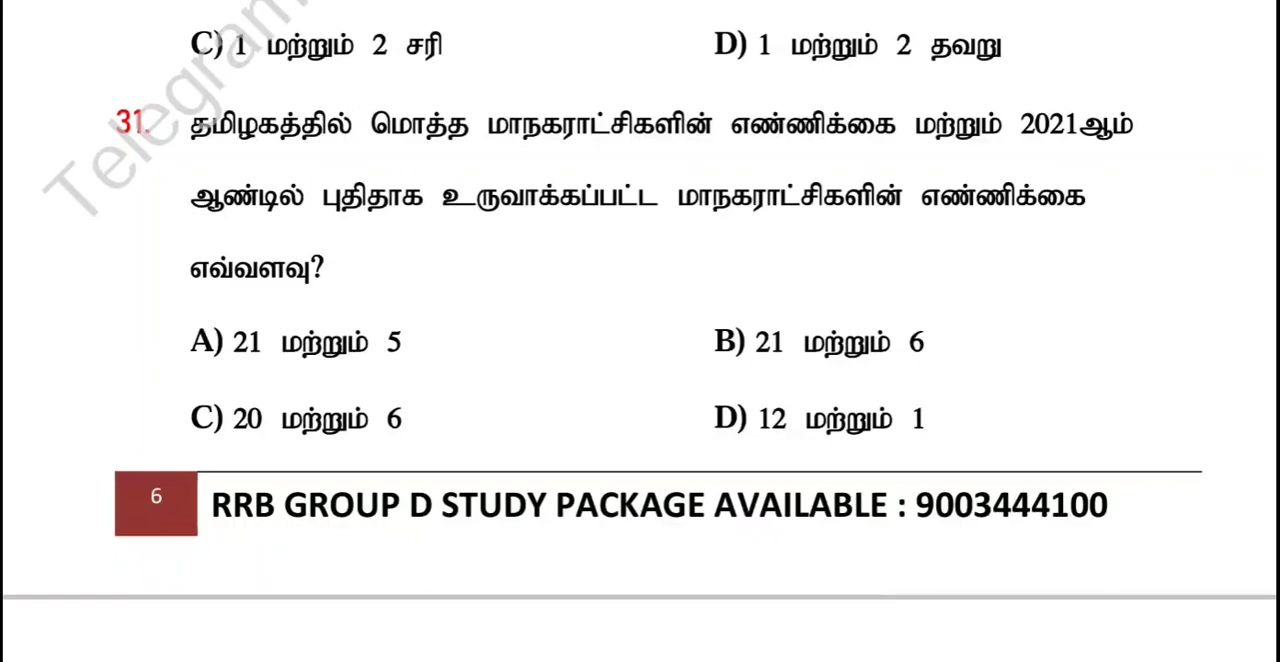 C) 1 மற்றும் 2 சரி D) 1 மற்றும் 2 தவறு
Telegram
31. தமிழகத்தில் மொத்த மாநகராட்சிகளின் எண்ணிக்கை மற்றும் 2021ஆம்
ஆண்டில் புதிதாக உருவாக்கப்பட்ட மாநகராட்சிகளின் எண்ணிக்கை
எவ்வளவு?
A) 21 மற்றும் 5 B) 21 மற்றும் 6
C) 20 மற்றும் 6 D) 12 மற்றும் 1
6 RRB GROUP D STUDY PACKAGE AVAILABLE : 9003444100